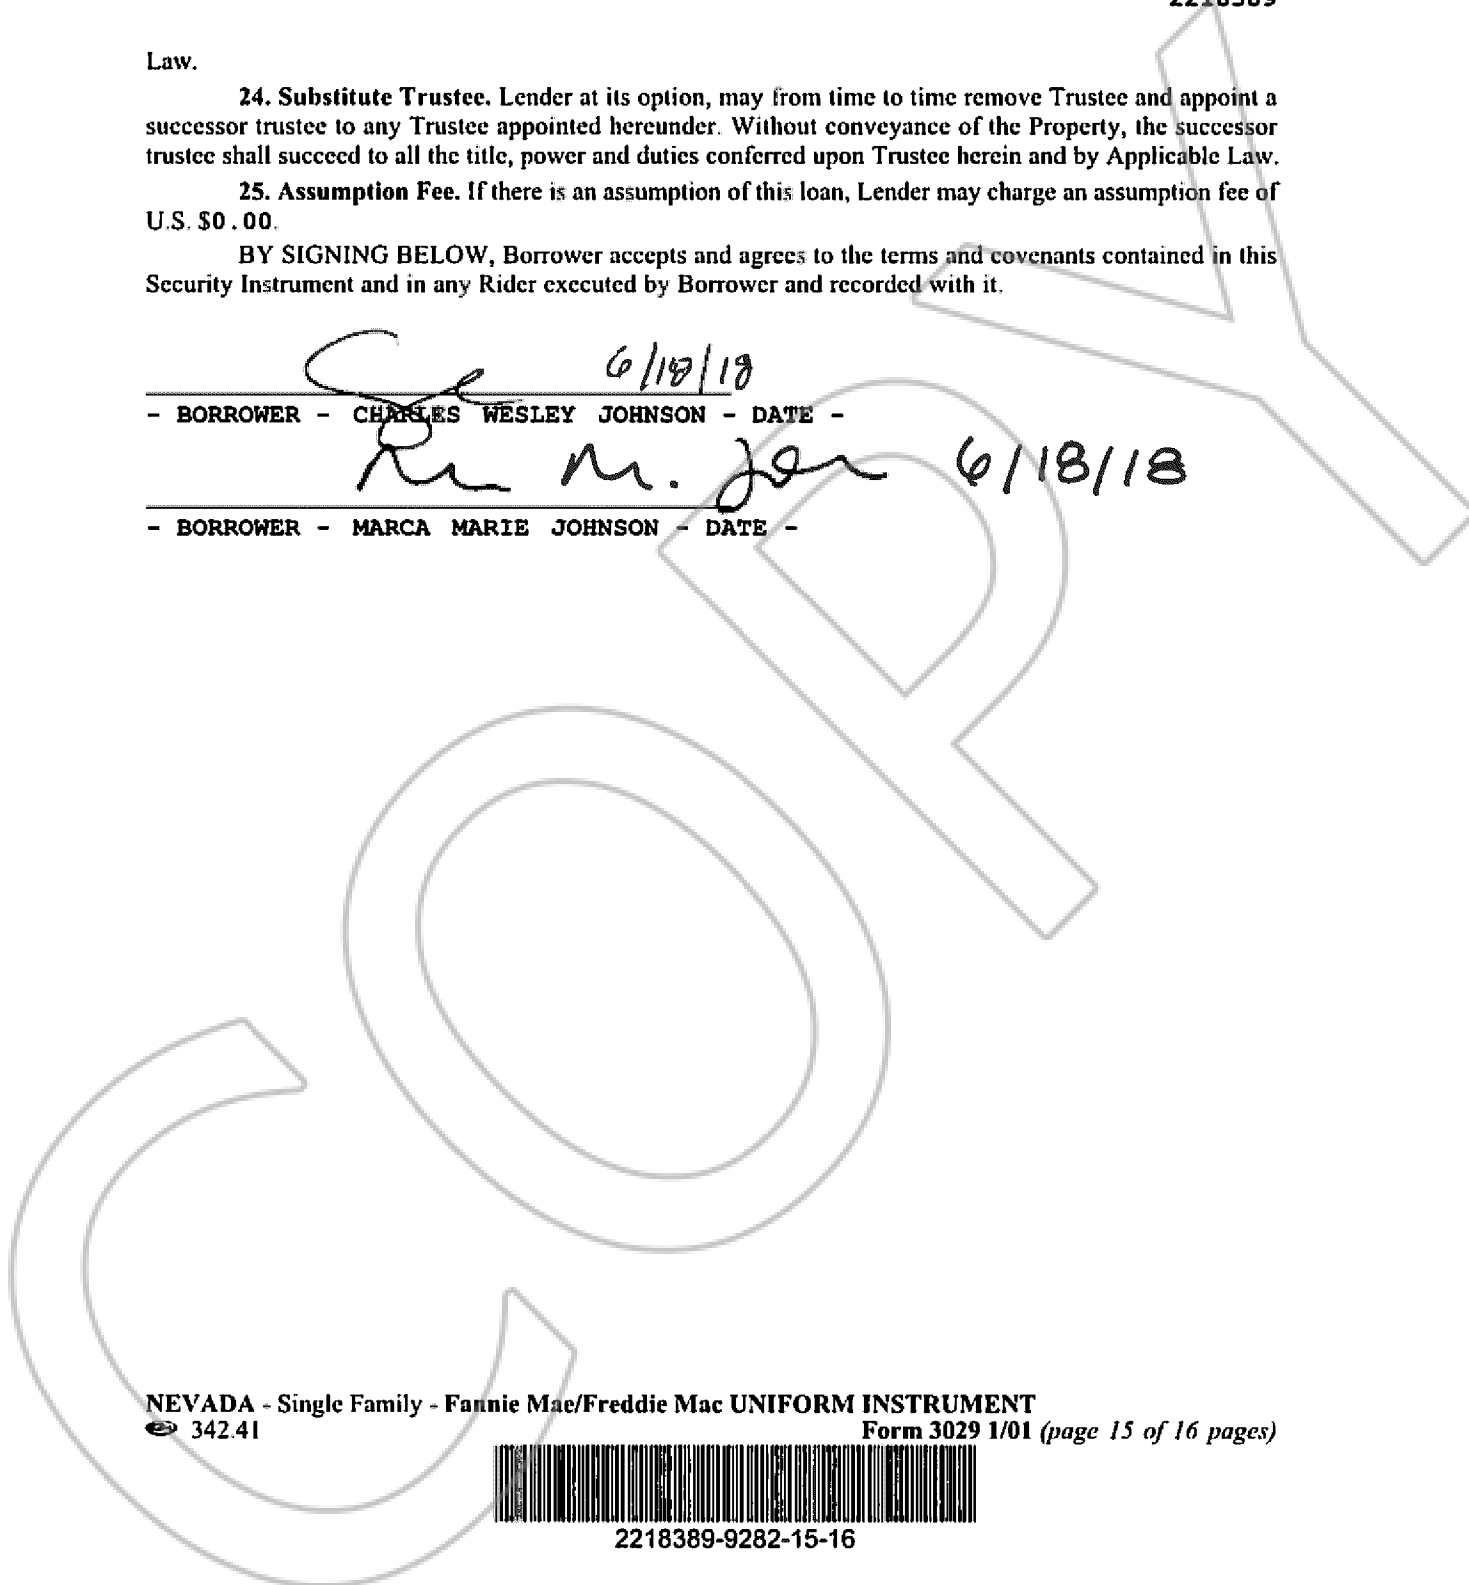 Law.
24. Substitute Trustee. Lender at its option, may from time to time remove Trustee and appoint a
successor trustee to any Trustee appointed hereunder. Without conveyance of the Property, the successor
trustee shall succeed to all the title, power and duties conferred upon Trustee herein and by Applicable Law.
25. Assumption Fee. If there is an assumption of this loan, Lender may charge an assumption fee of
U.S. $0.00.
BY SIGNING BELOW, Borrower accepts and agrees to the terms and covenants contained in this
Security Instrument and in any Rider executed by Borrower and recorded with it.
6/18/18
- BORROWER - CHARLES WESLEY JOHNSON - DATE -
M. 6/18/18
- BORROWER - MARCA MARIE JOHNSON - DATE -
COPY
NEVADA - Single Family - Fannie Mae/Freddie Mac UNIFORM INSTRUMENT
342.41 Form 3029 1/01 (page 15 of 16 pages)
2218389-9282-15-16